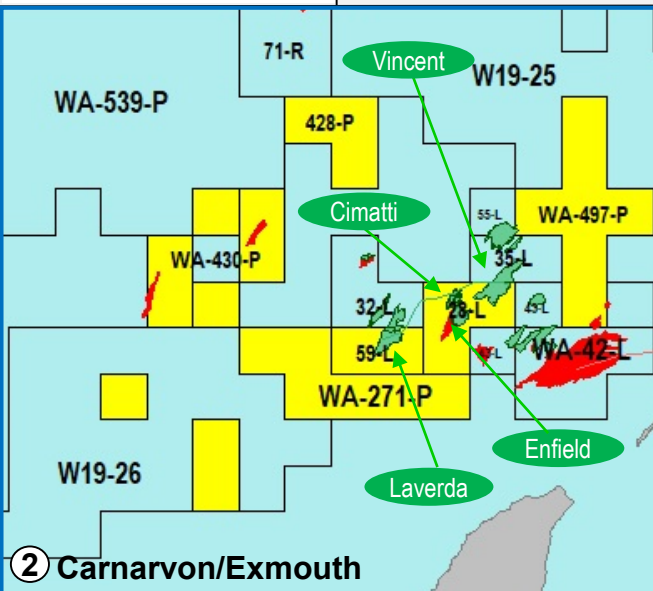 71-R
Vincent
W19-25
WA-539-P
428-P
Cimatti
55-L
WA-497-P
WA-430-P
35-L
32-L
28-L
43-L
59-L
WA-42-L
WA-271-P
Enfield
W19-26
Laverda
2 Carnarvon/Exmouth